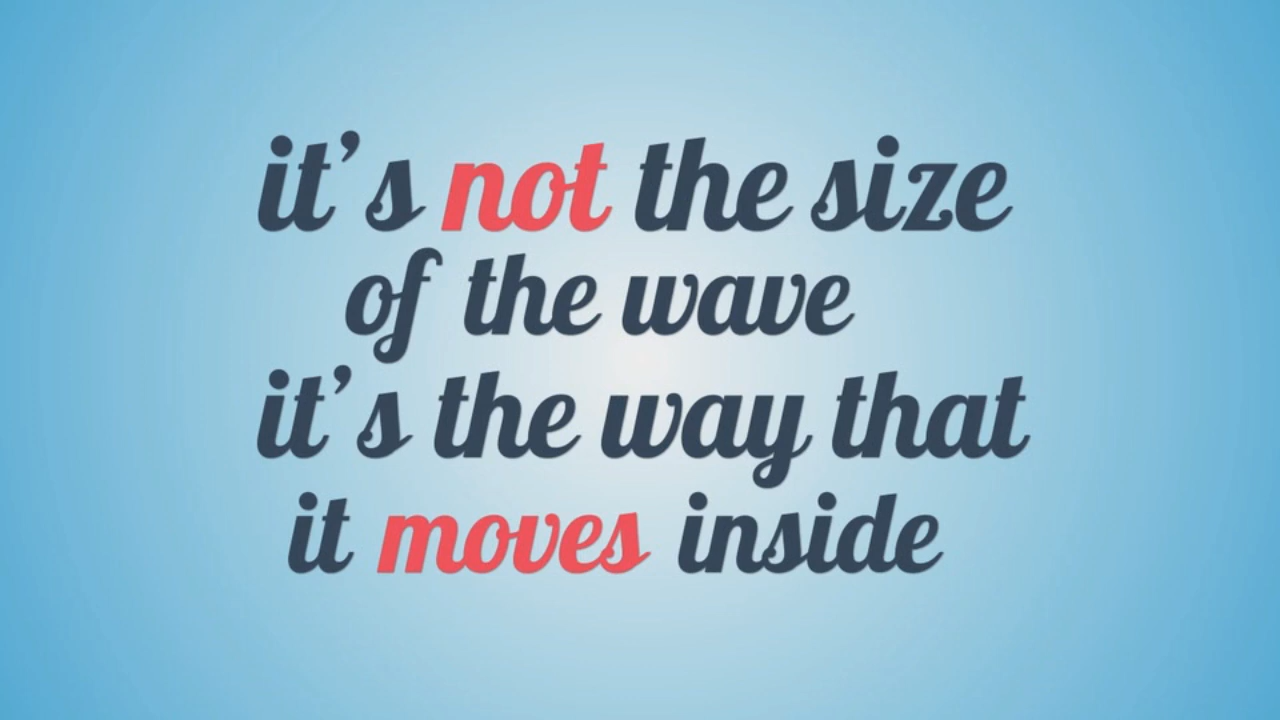 it's not the size
of the wave
it's the way that
it moves inside